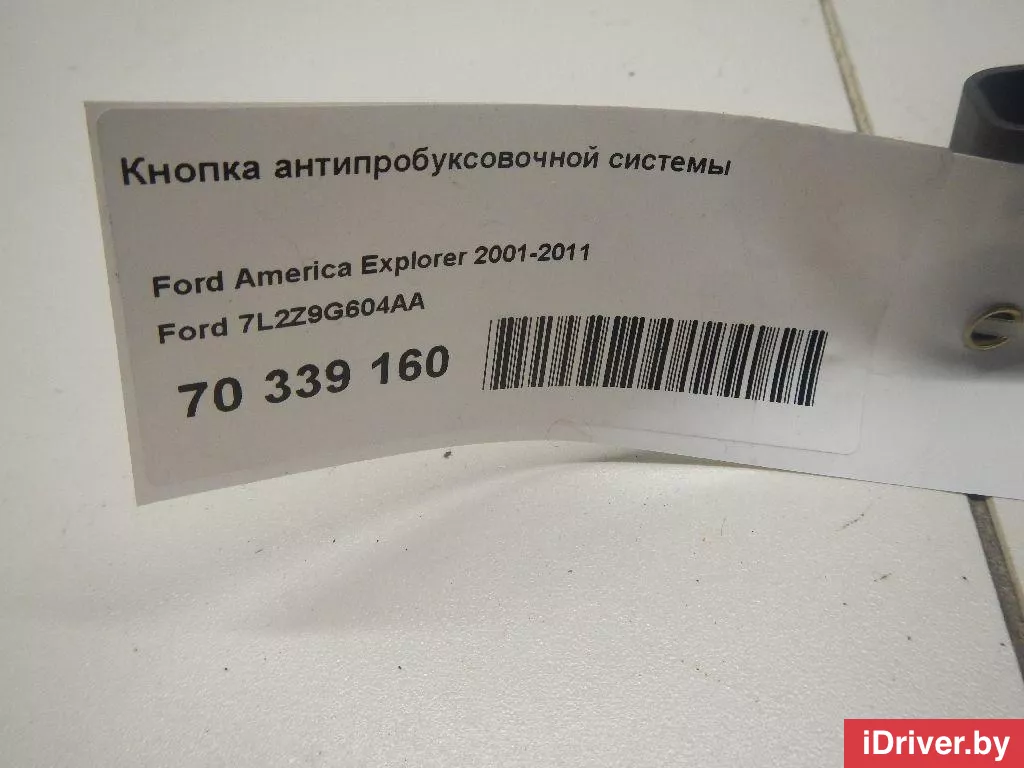 Кнопка антипробуксовочной системы
Ford America Explorer 2001-2011
Ford 7L2Z9G604AA
70 339 160
iDriver.by